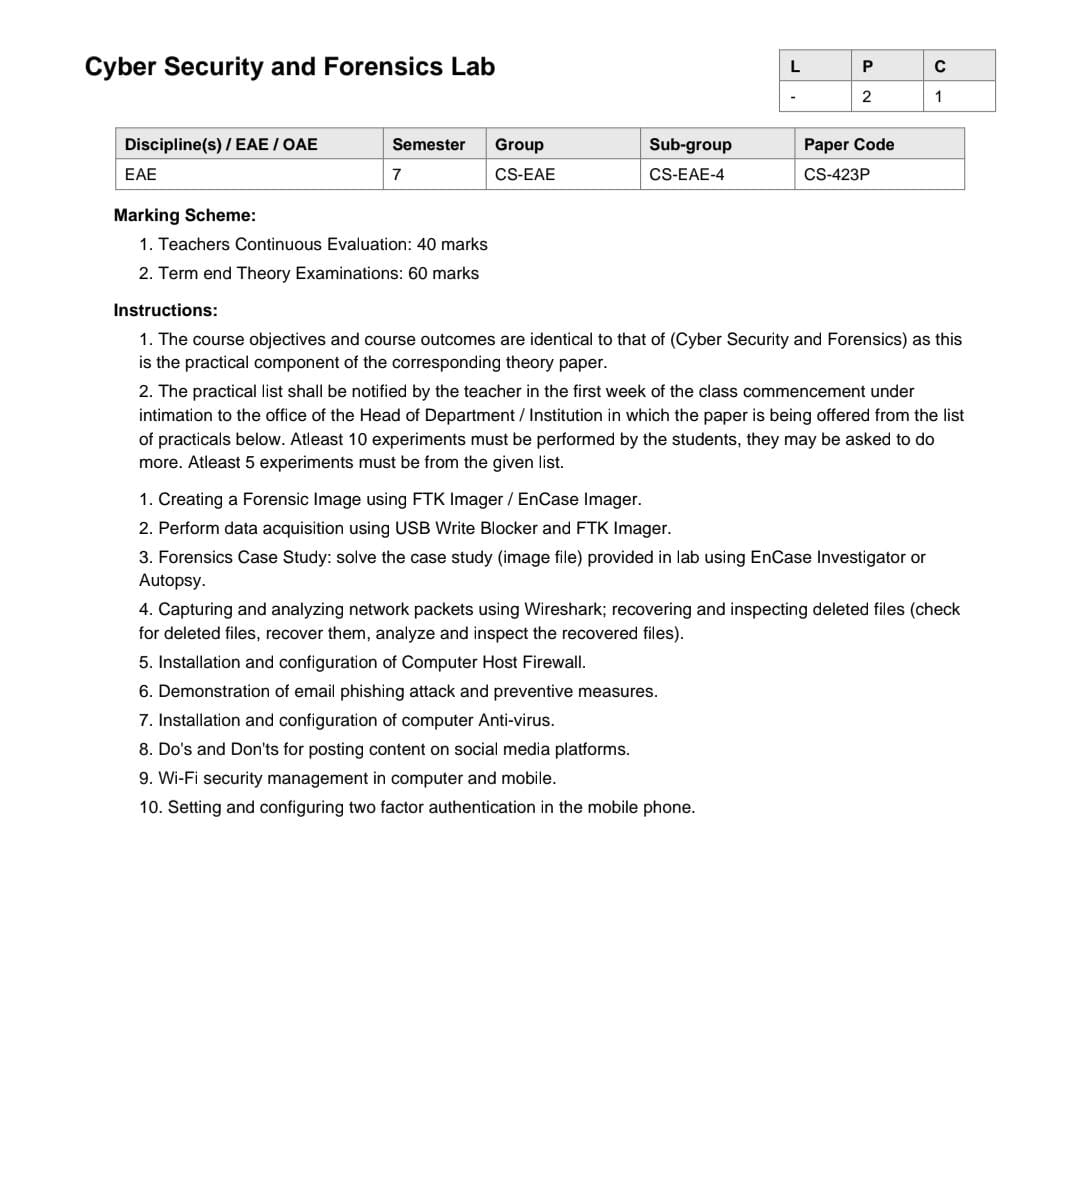 Cyber Security and Forensics Lab
L P C
- 2 1
Discipline(s) / EAE / OAE Semester Group Sub-group Paper Code
EAE 7 CS-EAE CS-EAE-4 CS-423P
Marking Scheme:
1. Teachers Continuous Evaluation: 40 marks
2. Term end Theory Examinations: 60 marks
Instructions:
1. The course objectives and course outcomes are identical to that of (Cyber Security and Forensics) as this
is the practical component of the corresponding theory paper.
2. The practical list shall be notified by the teacher in the first week of the class commencement under
intimation to the office of the Head of Department / Institution in which the paper is being offered from the list
of practicals below. Atleast 10 experiments must be performed by the students, they may be asked to do
more. Atleast 5 experiments must be from the given list.
1. Creating a Forensic Image using FTK Imager / EnCase Imager.
2. Perform data acquisition using USB Write Blocker and FTK Imager.
3. Forensics Case Study: solve the case study (image file) provided in lab using EnCase Investigator or
Autopsy.
4. Capturing and analyzing network packets using Wireshark; recovering and inspecting deleted files (check
for deleted files, recover them, analyze and inspect the recovered files).
5. Installation and configuration of Computer Host Firewall.
6. Demonstration of email phishing attack and preventive measures.
7. Installation and configuration of computer Anti-virus.
8. Do's and Don'ts for posting content on social media platforms.
9. Wi-Fi security management in computer and mobile.
10. Setting and configuring two factor authentication in the mobile phone.